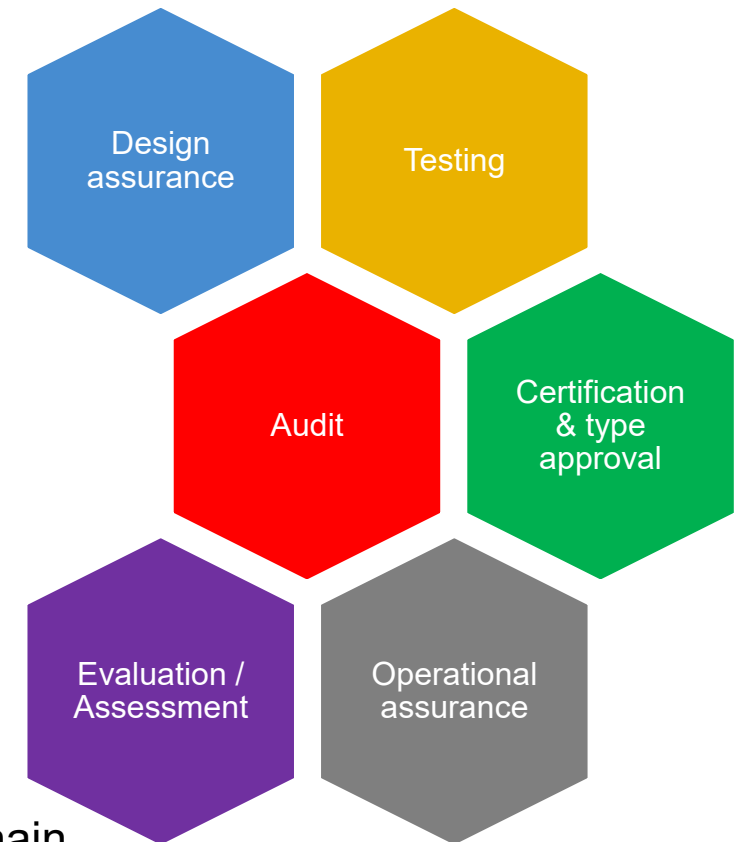 Design
assurance
Testing
Audit
Certification
& type
approval
Evaluation /
Assessment
Operational
assurance